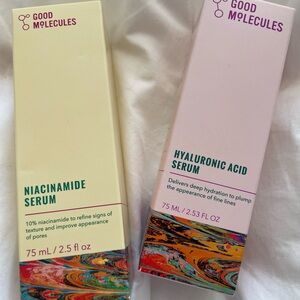 GOOD
MOLECULES
NIACINAMIDE
SERUM
10% niacinamide to refine signs of
texture and improve appearance
of pores
75 mL / 2.5 fl oz
GOOD
MOLECULES
HYALURONIC ACID
SERUM
Delivers deep hydration to plump
the appearance of fine lines
75 ML / 2.53 FL OZ